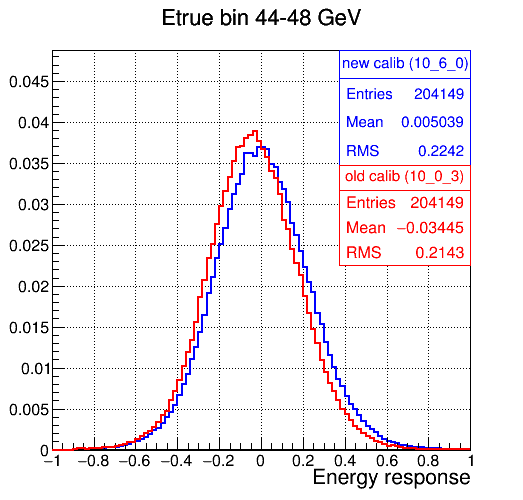 Etrue bin 44-48 GeV
new calib (10_6_0)
Entries 204149
Mean 0.005039
RMS 0.2242
old calib (10_0_3)
Entries 204149
Mean −0.03445
RMS 0.2143
0.045
0.04
0.035
0.03
0.025
0.02
0.015
0.01
0.005
0
−1 −0.8 −0.6 −0.4 −0.2 0 0.2 0.4 0.6 0.8 1
Energy response